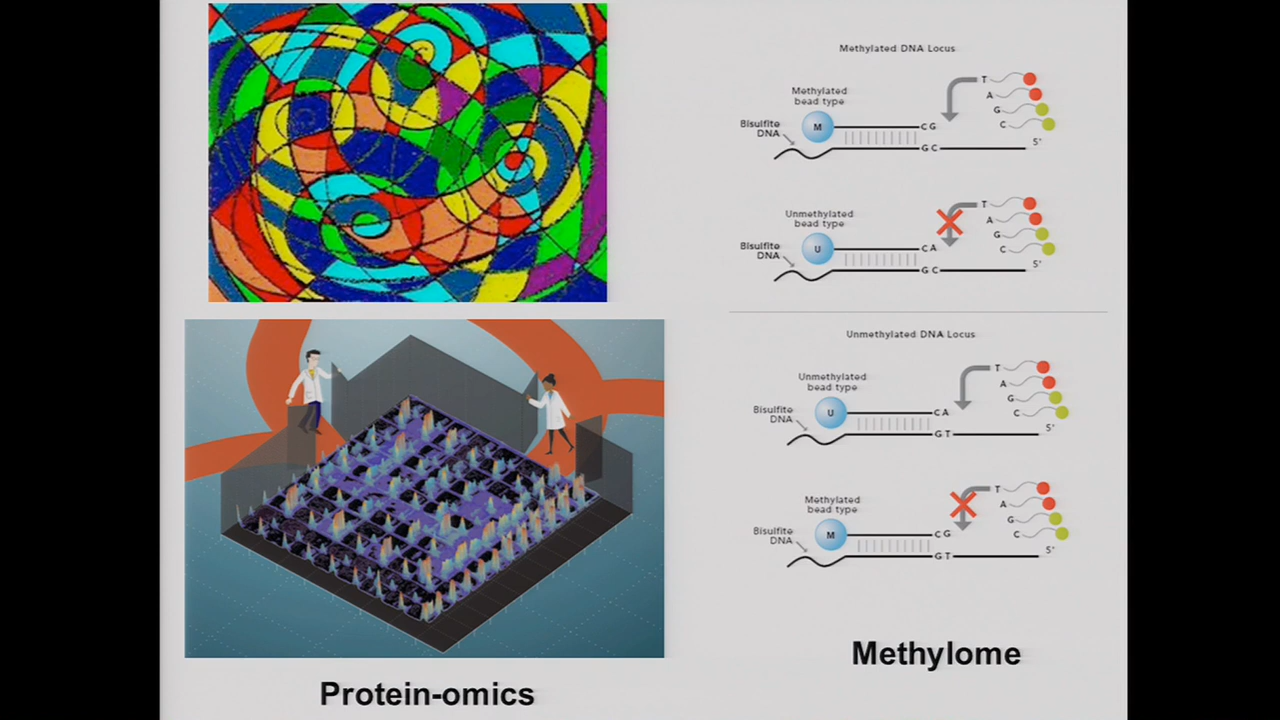 Methylated DNA Locus
Methylated
bead type
Bisulfite
DNA
M
C G
G C
T
A
G
C
5'
Unmethylated
bead type
Bisulfite
DNA
U
C A
G C
T
A
G
C
5'
Unmethylated DNA Locus
Unmethylated
bead type
Bisulfite
DNA
U
C A
G T
T
A
G
C
5'
Methylated
bead type
Bisulfite
DNA
M
C G
G T
T
A
G
C
5'
Methylome
Protein-omics